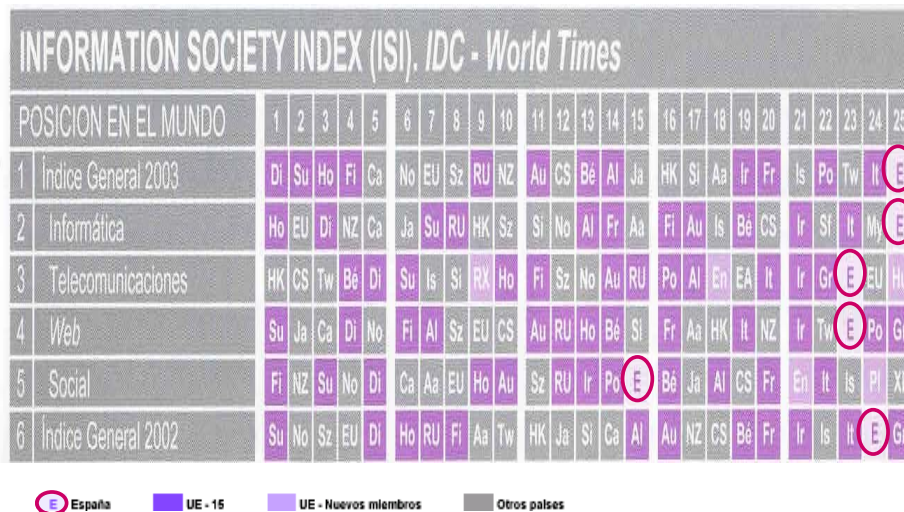 INFORMATION SOCIETY INDEX (ISI). IDC - World Times
POSICION EN EL MUNDO 1 2 3 4 5 6 7 8 9 10 11 12 13 14 15 16 17 18 19 20 21 22 23 24 25
1 Índice General 2003 Di Su Ho Fi Ca No EU Sz RU NZ Au CS Bé Al Ja HK Si Aa Ir Fr Is Po Tw It E
2 Informática Ho EU Di NZ Ca Ja Su RU HK Sz Si No Al Fr Aa Fi Au Is Bé CS Ir Sf It My E
3 Telecomunicaciones HK CS Tw Bé Di Su Is Si RX Ho Fi Sz No Au RU Po Al En EA It Ir Gr E EU Hu
4 Web Su Ja Ca Di No Fi Al Sz EU CS Au RU Ho Bé Si Fr Aa HK It NZ Ir Tw E Po Gr
5 Social Fi NZ Su No Di Ca Aa EU Ho Au Sz RU Ir Po E Bé Ja Al CS Fr En It Is Pl
6 Índice General 2002 Su No Sz EU Di Ho RU Fi Aa Tw HK Ja Si Ca Al Au NZ CS Bé Fr Ir Is It E Gr
E España UE - 15 UE - Nuevos miembros Otros países